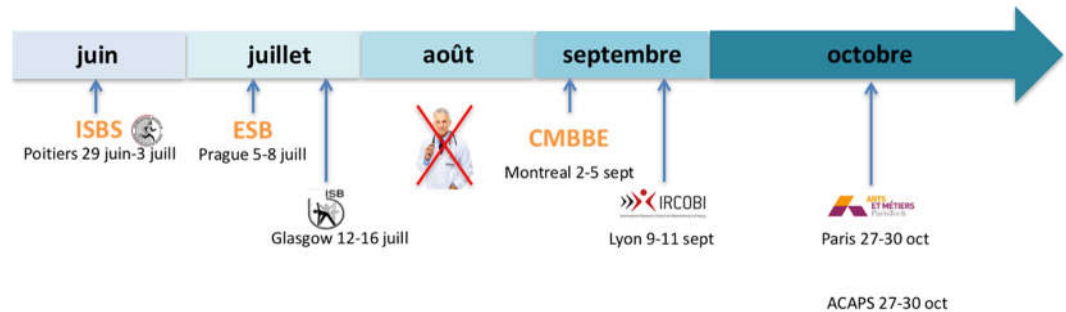 juin
juillet
août
septembre
octobre
ISBS
Poitiers 29 juin-3 juill
ESB
Prague 5-8 juill
CMBBE
Montreal 2-5 sept
ISB
Glasgow 12-16 juill
IRCOBI
Lyon 9-11 sept
ARTS
ET MÉTIERS
ParisTech
Paris 27-30 oct
ACAPS 27-30 oct